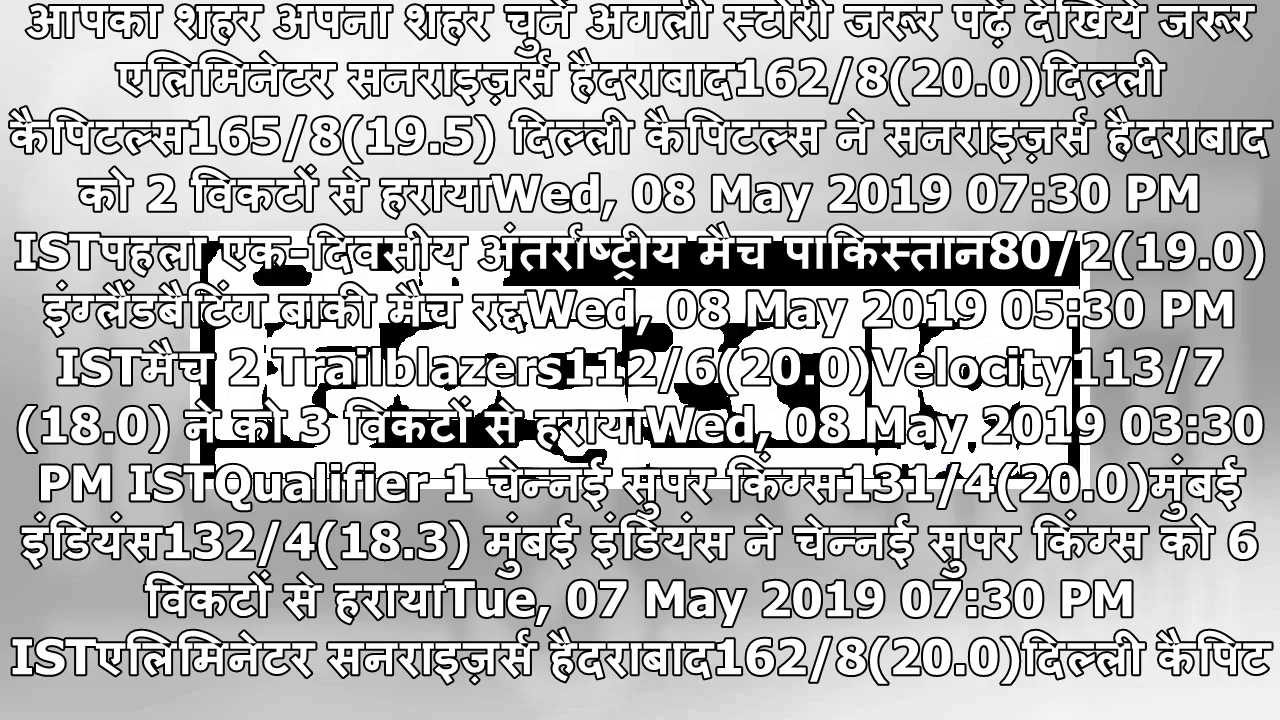 आपका शहर अपना शहर चुनें अगली स्टोरी जरूर पढ़ें देखिये जरूर
एलिमिनेटर सनराइज़र्स हैदराबाद162/8(20.0)दिल्ली
कैपिटल्स165/8(19.5) दिल्ली कैपिटल्स ने सनराइज़र्स हैदराबाद
को 2 विकटों से हरायाWed, 08 May 2019 07:30 PM
ISTपहला एक-दिवसीय अंतर्राष्ट्रीय मैच पाकिस्तान80/2(19.0)
इंग्लैंडबैटिंग बाकी मैच रद्दWed, 08 May 2019 05:30 PM
ISTमैच 2 Trailblazers112/6(20.0)Velocity113/7
(18.0) ने को 3 विकटों से हरायाWed, 08 May 2019 03:30
PM ISTQualifier 1 चेन्नई सुपर किंग्स131/4(20.0)मुंबई
इंडियंस132/4(18.3) मुंबई इंडियंस ने चेन्नई सुपर किंग्स को 6
विकटों से हरायाTue, 07 May 2019 07:30 PM
ISTएलिमिनेटर सनराइज़र्स हैदराबाद162/8(20.0)दिल्ली कैपिट